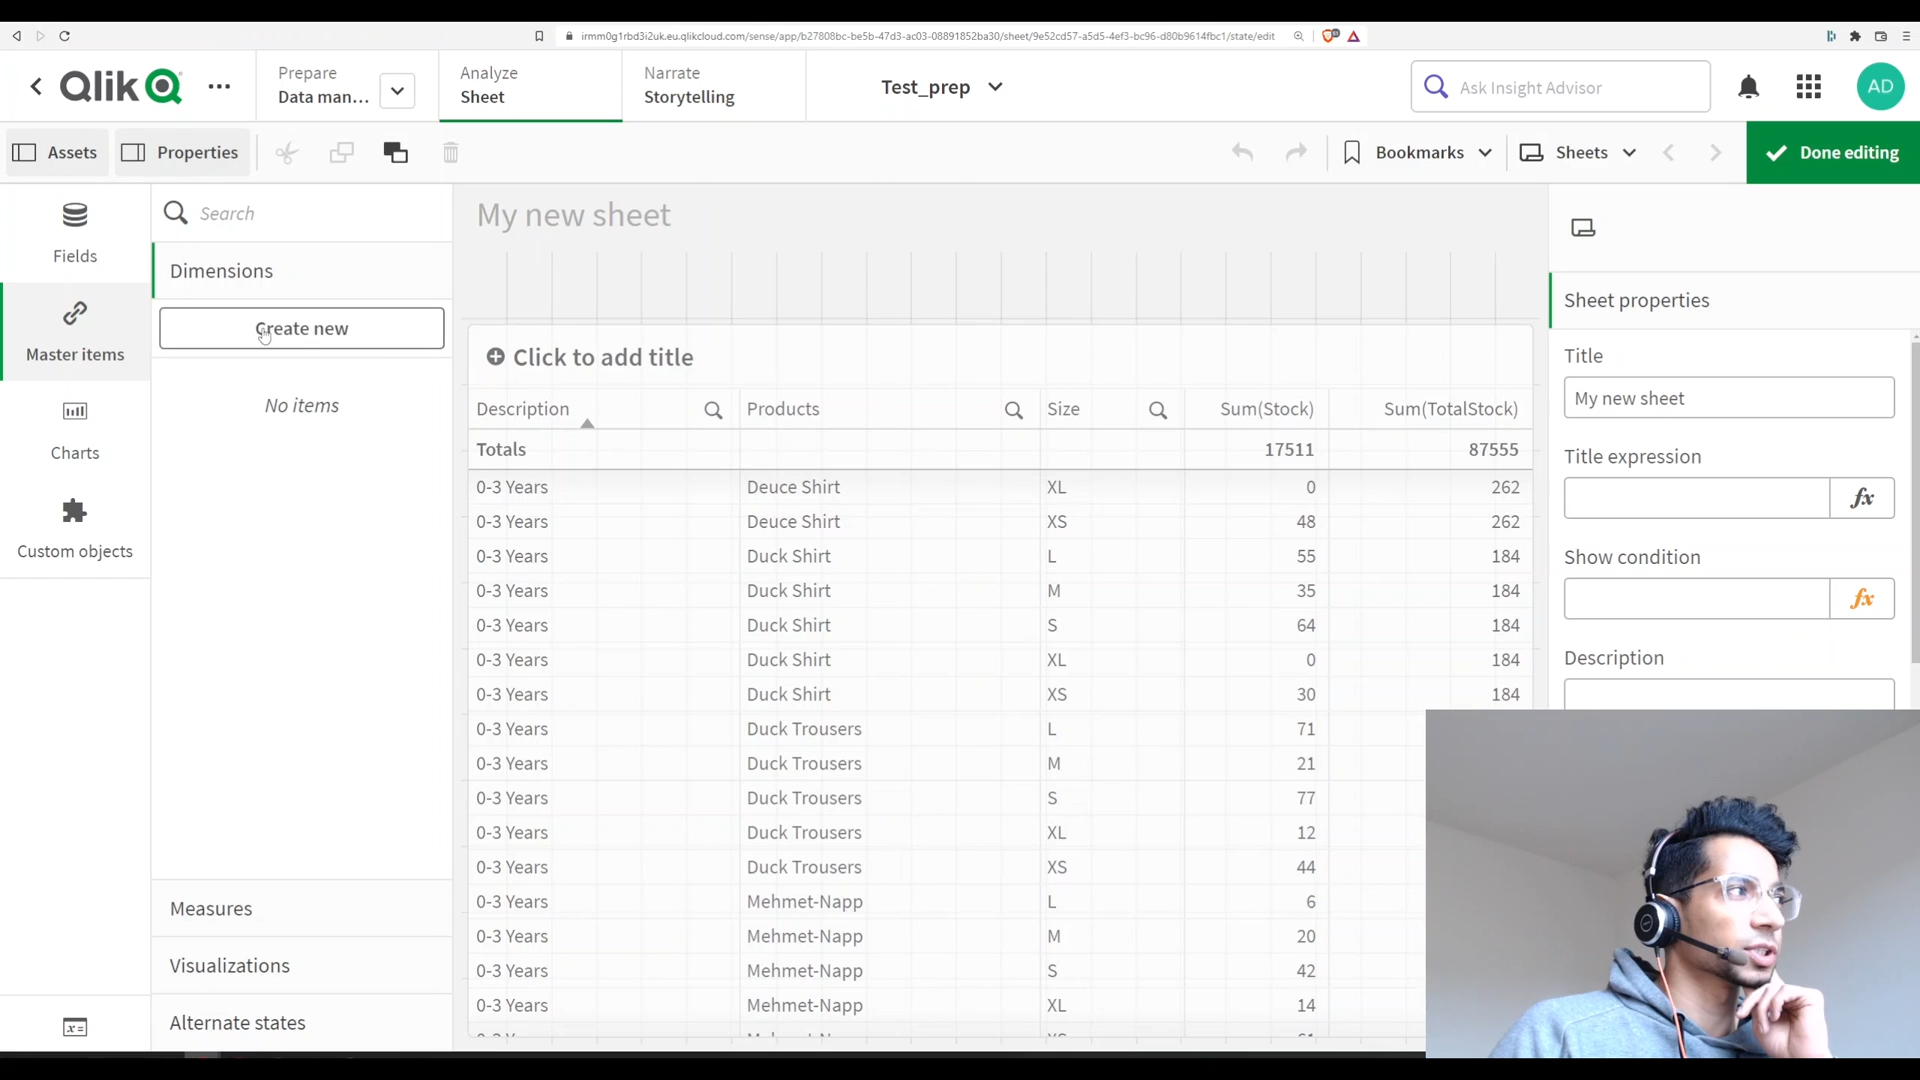 irmm0g1rbd3i2uk.eu.qlikcloud.com/sense/app/b27808bc-be5b-47d3-ac03-08891852ba30/sheet/9e52cd57-a5d5-4ef3-bc96-d80b9614fbc1/state/edit
Qlik
Prepare
Data man...
Analyze
Sheet
Narrate
Storytelling
Test_prep
Ask Insight Advisor
AD
Assets
Properties
Bookmarks
Sheets
Done editing
Fields
Master items
Charts
Custom objects
Search
Dimensions
Create new
No items
Measures
Visualizations
Alternate states
My new sheet
Click to add title
Description Products Size Sum(Stock) Sum(TotalStock)
Totals 17511 87555
0-3 Years Deuce Shirt XL 0 262
0-3 Years Deuce Shirt XS 48 262
0-3 Years Duck Shirt L 55 184
0-3 Years Duck Shirt M 35 184
0-3 Years Duck Shirt S 64 184
0-3 Years Duck Shirt XL 0 184
0-3 Years Duck Shirt XS 30 184
0-3 Years Duck Trousers L 71
0-3 Years Duck Trousers M 21
0-3 Years Duck Trousers S 77
0-3 Years Duck Trousers XL 12
0-3 Years Duck Trousers XS 44
0-3 Years Mehmet-Napp L 6
0-3 Years Mehmet-Napp M 20
0-3 Years Mehmet-Napp S 42
0-3 Years Mehmet-Napp XL 14
Sheet properties
Title
My new sheet
Title expression
fx
Show condition
fx
Description